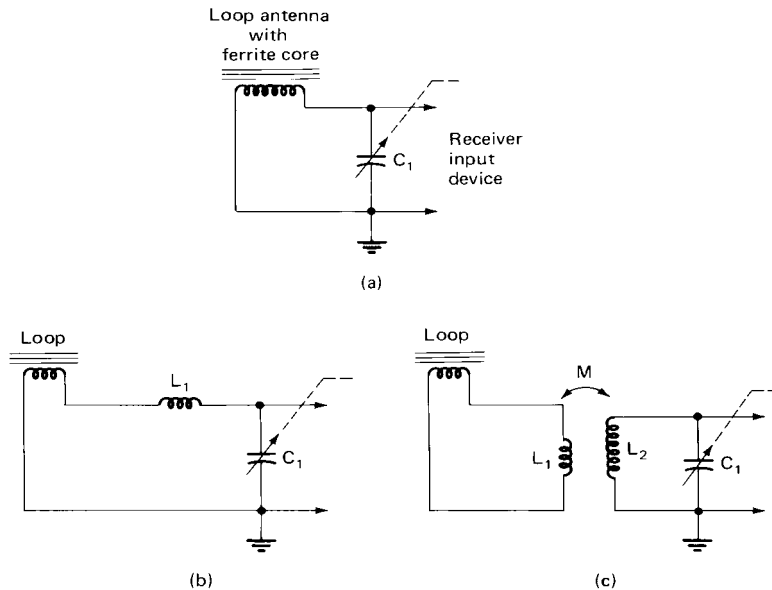 Loop antenna
with
ferrite core
C₁
Receiver
input
device
(a)
Loop
L₁
C₁
(b)
Loop
M
L₁
L₂
C₁
(c)